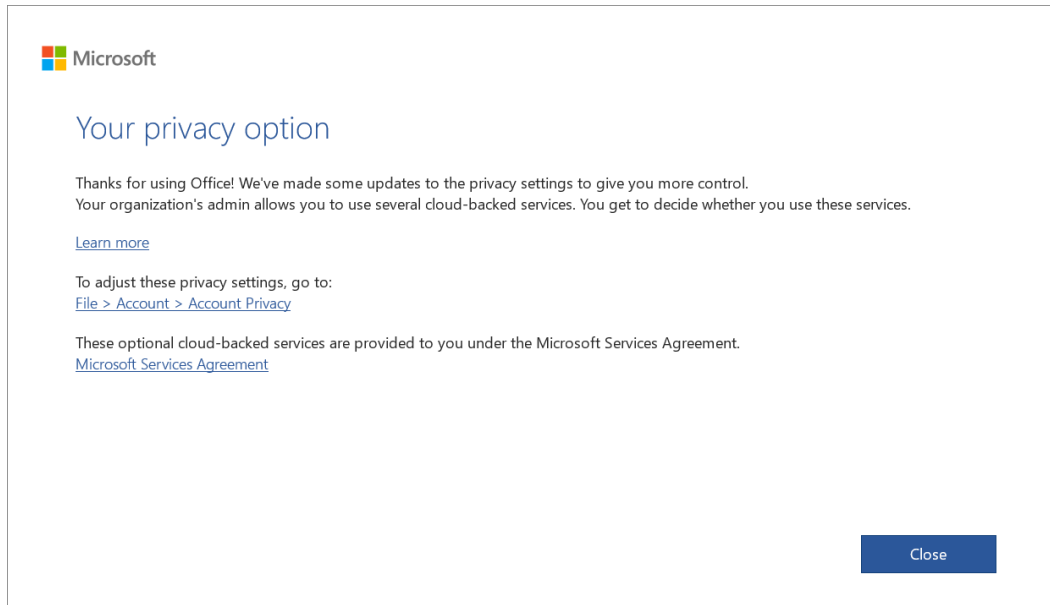 Microsoft
Your privacy option
Thanks for using Office! We've made some updates to the privacy settings to give you more control.
Your organization's admin allows you to use several cloud-backed services. You get to decide whether you use these services.
Learn more
To adjust these privacy settings, go to:
File > Account > Account Privacy
These optional cloud-backed services are provided to you under the Microsoft Services Agreement.
Microsoft Services Agreement
Close